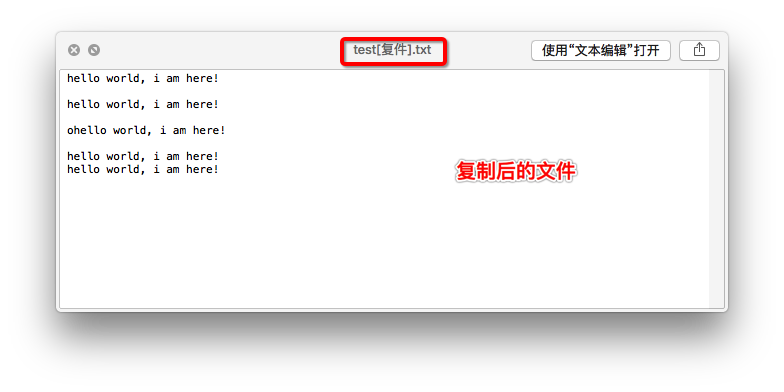 test[复件].txt
使用“文本编辑”打开
hello world, i am here!
hello world, i am here!
ohello world, i am here!
hello world, i am here!
hello world, i am here!
复制后的文件